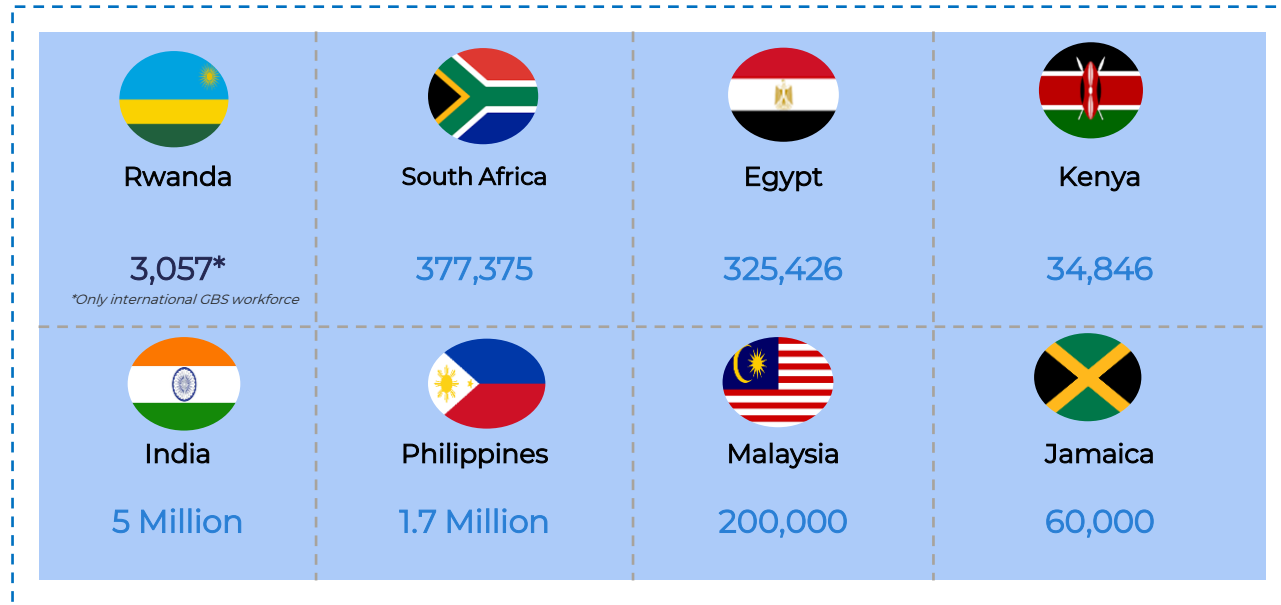 Rwanda
South Africa
Egypt
Kenya
3,057*
377,375
325,426
34,846
*Only international GBS workforce
India
Philippines
Malaysia
Jamaica
5 Million
1.7 Million
200,000
60,000